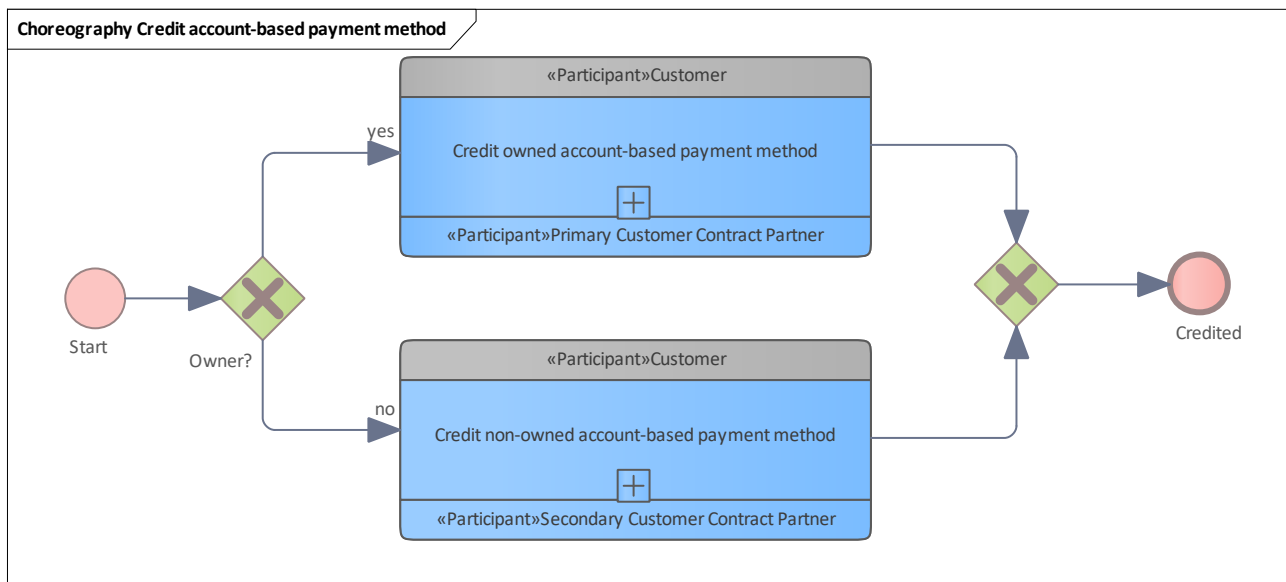 Choreography Credit account-based payment method
«Participant»Customer
yes
Credit owned account-based payment method
«Participant»Primary Customer Contract Partner
Start
Owner?
Credited
«Participant»Customer
no
Credit non-owned account-based payment method
«Participant»Secondary Customer Contract Partner